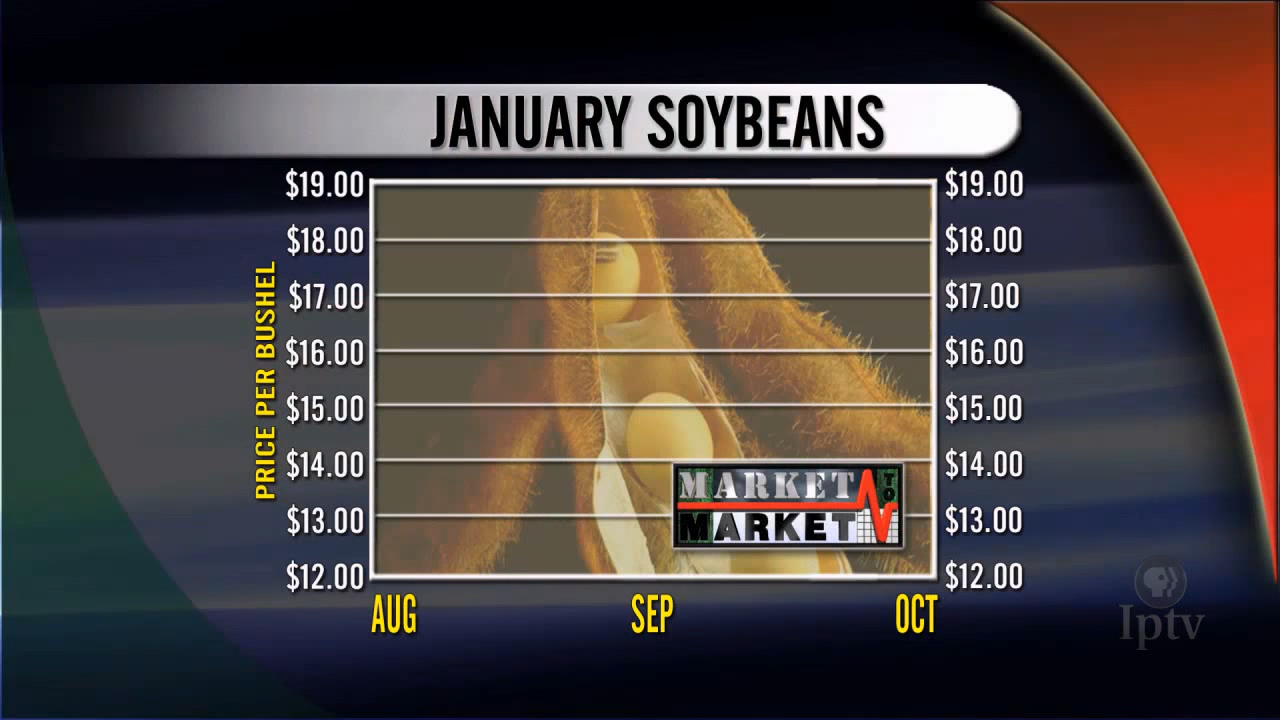 JANUARY SOYBEANS
$19.00 $19.00
$18.00 $18.00
$17.00 $17.00
$16.00 $16.00
$15.00 $15.00
$14.00 $14.00
$13.00 $13.00
$12.00 $12.00
PRICE PER BUSHEL
MARKET TO
MARKET
AUG SEP OCT
Iptv